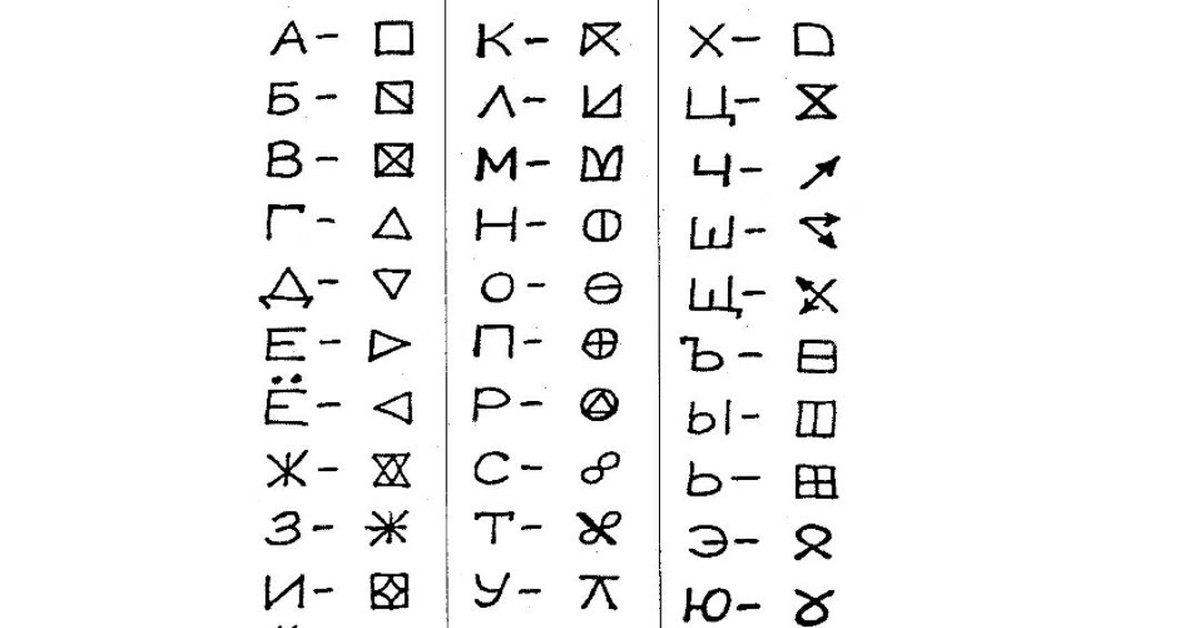 А -
Б -
В -
Г -
Д -
Е -
Ё -
Ж -
З -
И -
К -
Л -
М -
Н -
О -
П -
Р -
С -
Т -
У -
Х -
Ц -
Ч -
Ш -
Щ -
Ъ -
Ы -
Ь -
Э -
Ю -